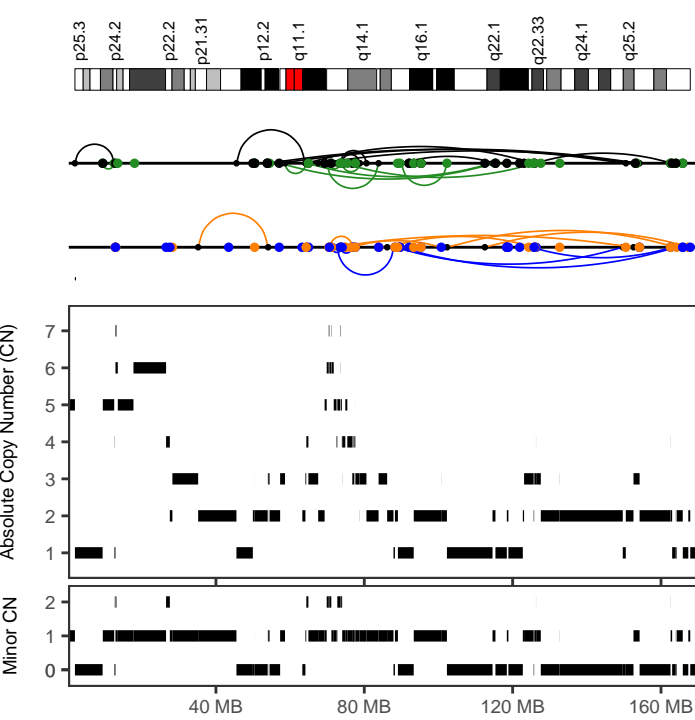 p25.3 p24.2 p22.2 p21.31 p12.2 q11.1 q14.1 q16.1 q22.1 q22.33 q24.1 q25.2
Absolute Copy Number (CN)
7
6
5
4
3
2
1
Minor CN
2
1
0
40 MB 80 MB 120 MB 160 MB